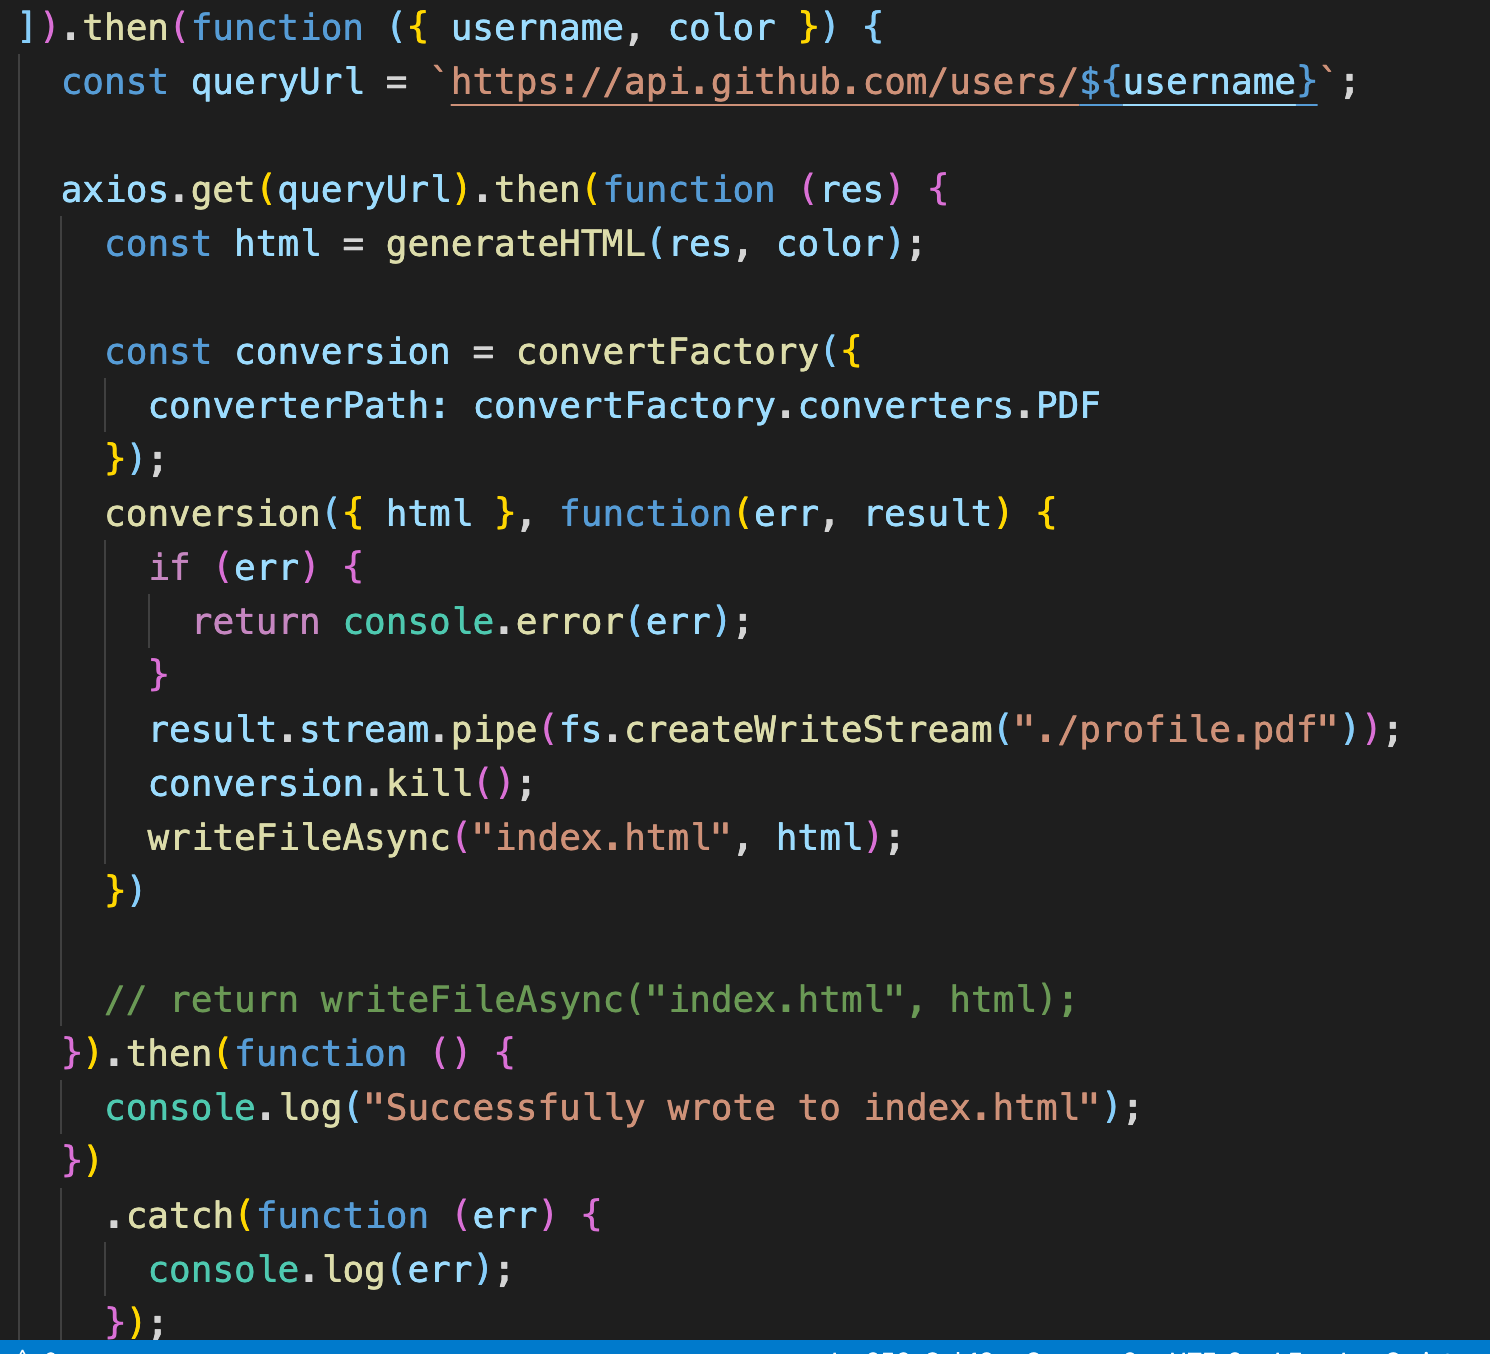 ]).then(function ({ username, color }) {
  const queryUrl = `https://api.github.com/users/${username}`;

  axios.get(queryUrl).then(function (res) {
    const html = generateHTML(res, color);

    const conversion = convertFactory({
      converterPath: convertFactory.converters.PDF
    });
    conversion({ html }, function(err, result) {
      if (err) {
        return console.error(err);
      }
      result.stream.pipe(fs.createWriteStream("./profile.pdf"));
      conversion.kill();
      writeFileAsync("index.html", html);
    })

    // return writeFileAsync("index.html", html);
  }).then(function () {
    console.log("Successfully wrote to index.html");
  })
    .catch(function (err) {
      console.log(err);
    });